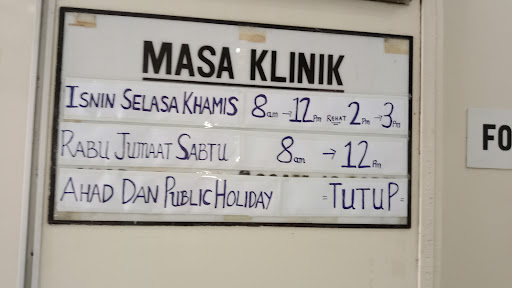 MASA KLINIK
ISNIN SELASA KHAMIS 8am → 12pm REHAT 2pm → 3pm
RABU JUMAAT SABTU 8am → 12pm
AHAD DAN PUBLIC HOLIDAY = TUTUP =
FO